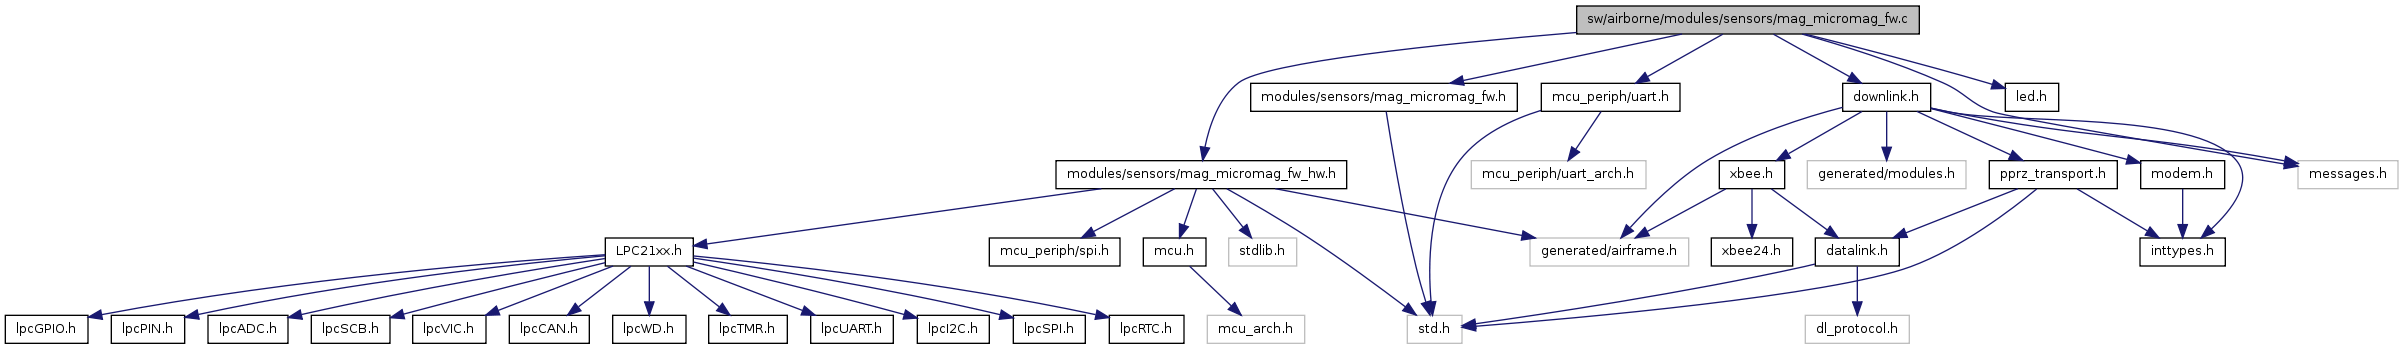 sw/airborne/modules/sensors/mag_micromag_fw.c
modules/sensors/mag_micromag_fw.h
mcu_periph/uart.h
downlink.h
led.h
modules/sensors/mag_micromag_fw_hw.h
mcu_periph/uart_arch.h
xbee.h
generated/modules.h
pprz_transport.h
modem.h
messages.h
LPC21xx.h
mcu_periph/spi.h
mcu.h
stdlib.h
generated/airframe.h
xbee24.h
datalink.h
inttypes.h
lpcGPIO.h
lpcPIN.h
lpcADC.h
lpcSCB.h
lpcVIC.h
lpcCAN.h
lpcWD.h
lpcTMR.h
lpcUART.h
lpcI2C.h
lpcSPI.h
lpcRTC.h
mcu_arch.h
std.h
dl_protocol.h